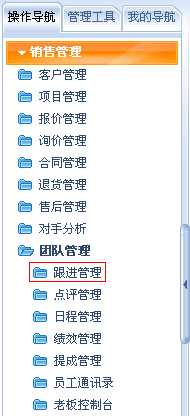 操作导航 管理工具 我的导航
销售管理
客户管理
项目管理
报价管理
询价管理
合同管理
退货管理
售后管理
对手分析
团队管理
跟进管理
点评管理
日程管理
绩效管理
提成管理
员工通讯录
老板控制台